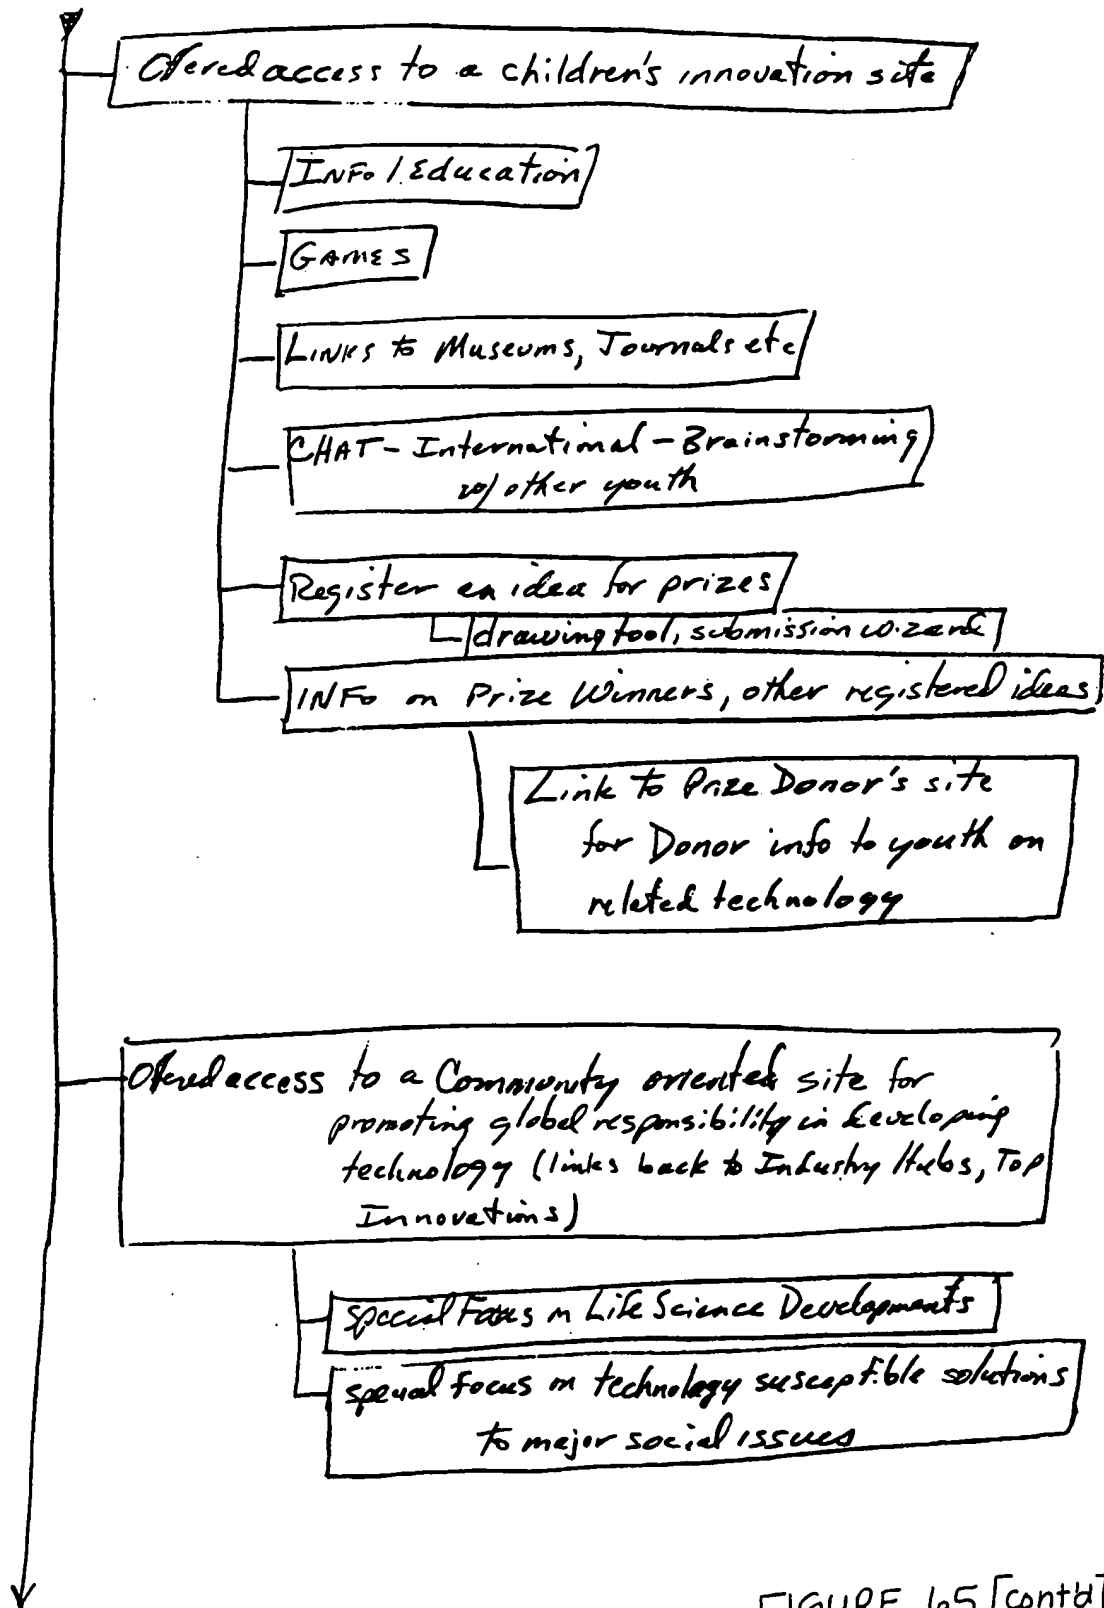 Offered access to a children's innovation site
INFO / Education
GAMES
LINKS to Museums, Journals etc
CHAT - International - Brainstorming
w/ other youth
Register an idea for prizes
drawing tool, submission wizard
INFO on Prize Winners, other registered ideas
Link to Prize Donor's site
for Donor info to youth on
related technology
Offered access to a Community oriented site for
promoting global responsibility in developing
technology (links back to Industry Hubs, Top
Innovations)
special Focus on Life Science Developments
special focus on technology susceptible solutions
to major social issues
FIGURE 65 [cont'd]